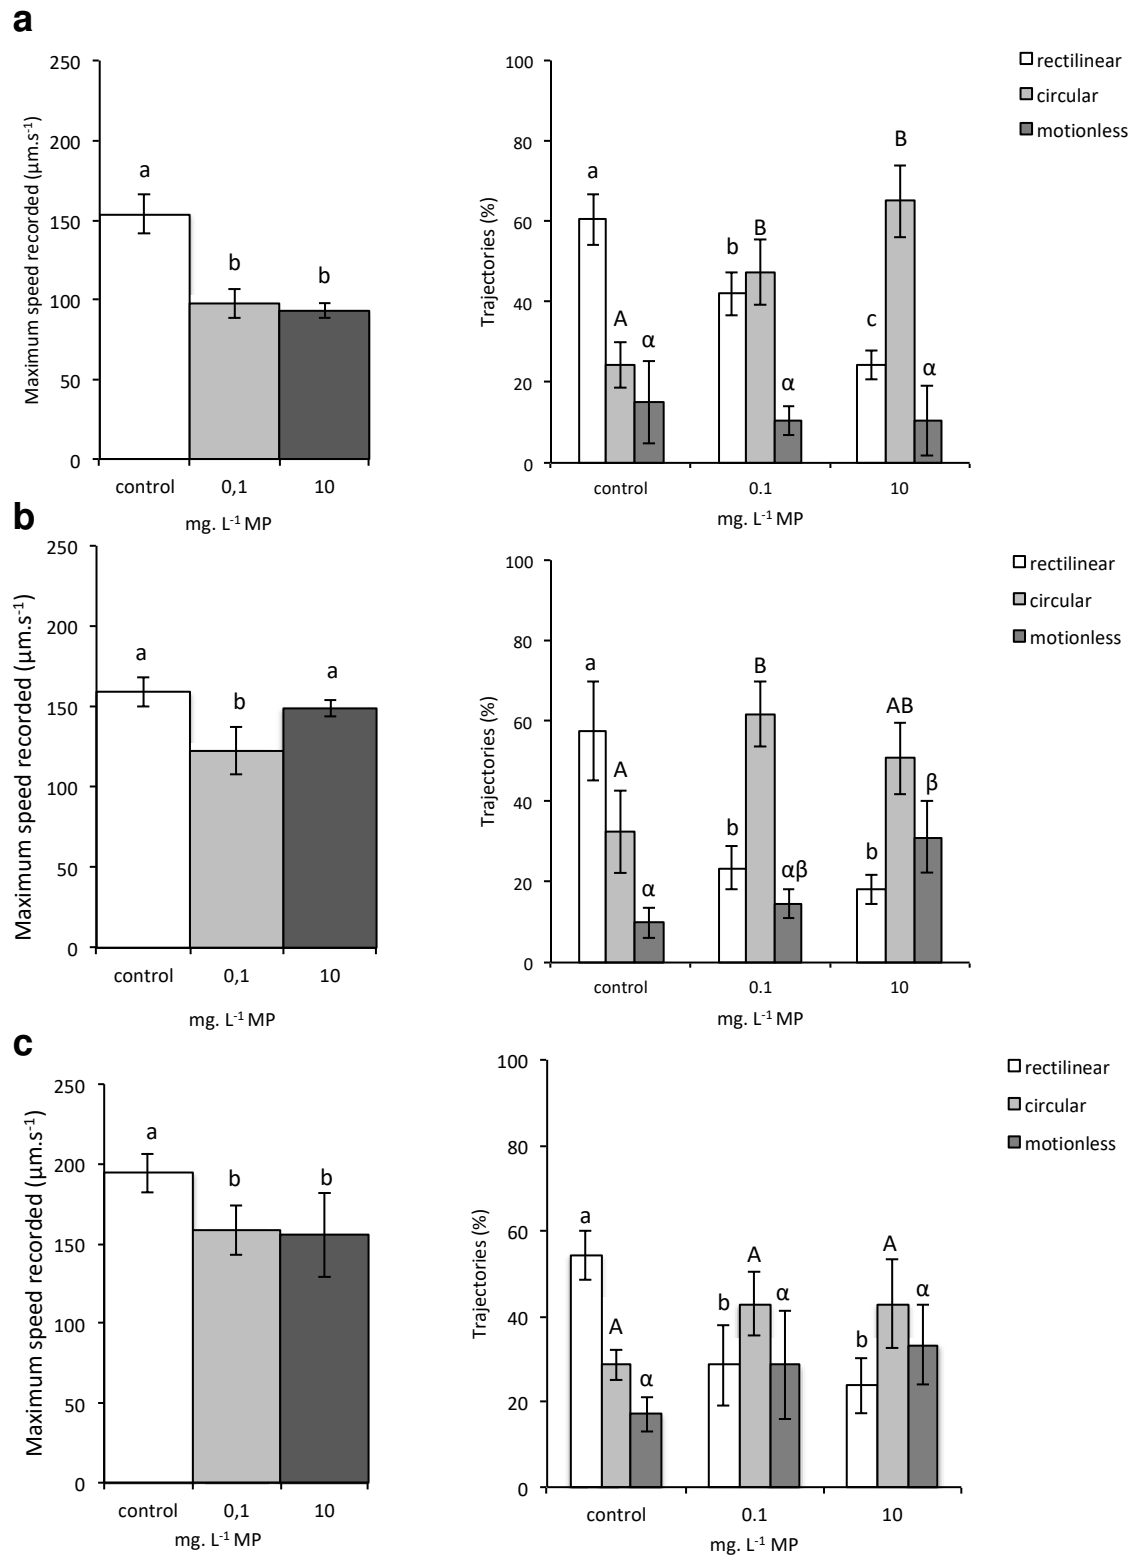 a
250
200
150
100
50
0
Maximum speed recorded (µm.s-1)
a
b
b
control 0,1 10
mg. L-1 MP
100
80
60
40
20
0
Trajectories (%)
a
A
α
b
B
α
c
B
α
control 0.1 10
mg. L-1 MP
rectilinear
circular
motionless
b
250
200
150
100
50
0
Maximum speed recorded (µm.s-1)
a
b
a
control 0,1 10
mg. L-1 MP
100
80
60
40
20
0
Trajectories (%)
a
A
α
b
B
αβ
b
AB
β
control 0.1 10
mg. L-1 MP
rectilinear
circular
motionless
c
250
200
150
100
50
0
Maximum speed recorded (µm.s-1)
a
b
b
control 0,1 10
mg. L-1 MP
100
80
60
40
20
0
Trajectories (%)
a
A
α
b
A
α
b
A
α
control 0.1 10
mg. L-1 MP
rectilinear
circular
motionless